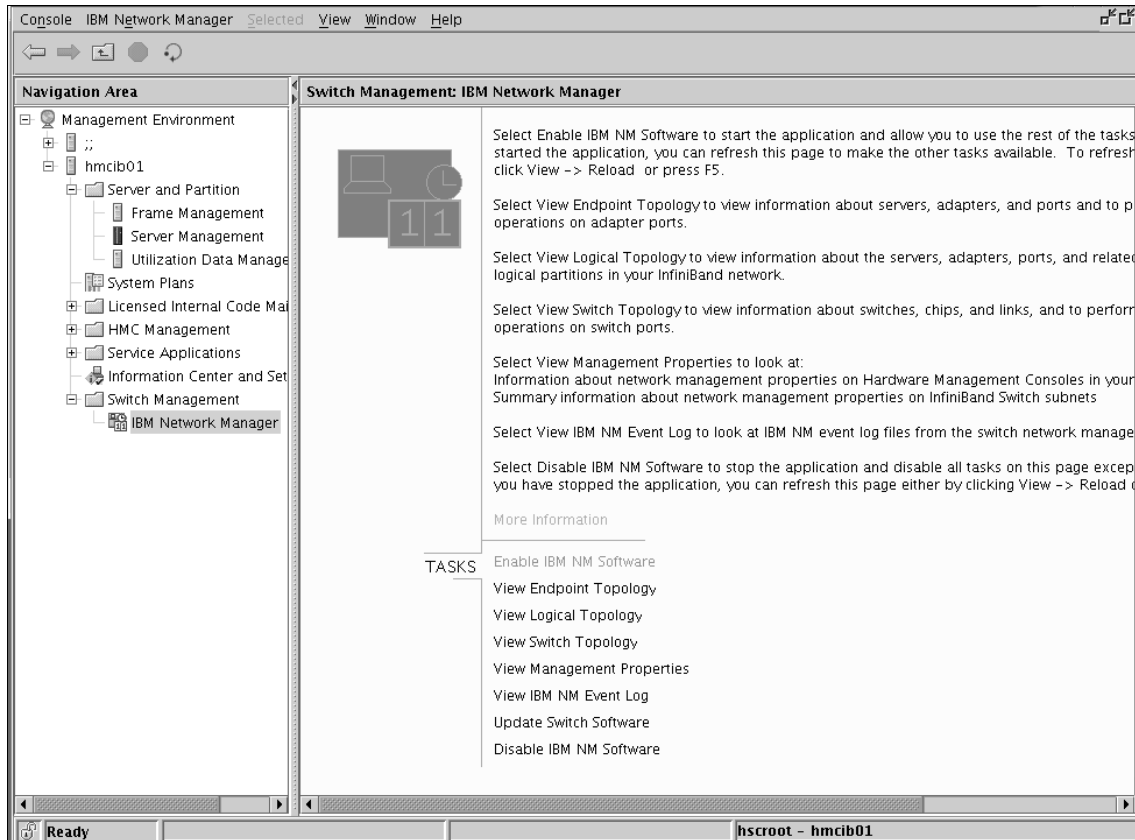 Console IBM Network Manager Selected View Window Help
Navigation Area
Management Environment
;;
hmcib01
Server and Partition
Frame Management
Server Management
Utilization Data Manage
System Plans
Licensed Internal Code Mai
HMC Management
Service Applications
Information Center and Set
Switch Management
IBM Network Manager
Switch Management: IBM Network Manager
Select Enable IBM NM Software to start the application and allow you to use the rest of the tasks
started the application, you can refresh this page to make the other tasks available. To refresh
click View -> Reload or press F5.
Select View Endpoint Topology to view information about servers, adapters, and ports and to p
operations on adapter ports.
Select View Logical Topology to view information about the servers, adapters, ports, and related
logical partitions in your InfiniBand network.
Select View Switch Topology to view information about switches, chips, and links, and to perfor
operations on switch ports.
Select View Management Properties to look at:
Information about network management properties on Hardware Management Consoles in your
Summary information about network management properties on InfiniBand Switch subnets
Select View IBM NM Event Log to look at IBM NM event log files from the switch network manage
Select Disable IBM NM Software to stop the application and disable all tasks on this page excep
you have stopped the application, you can refresh this page either by clicking View -> Reload o
More Information
TASKS
Enable IBM NM Software
View Endpoint Topology
View Logical Topology
View Switch Topology
View Management Properties
View IBM NM Event Log
Update Switch Software
Disable IBM NM Software
Ready
hscroot - hmcib01